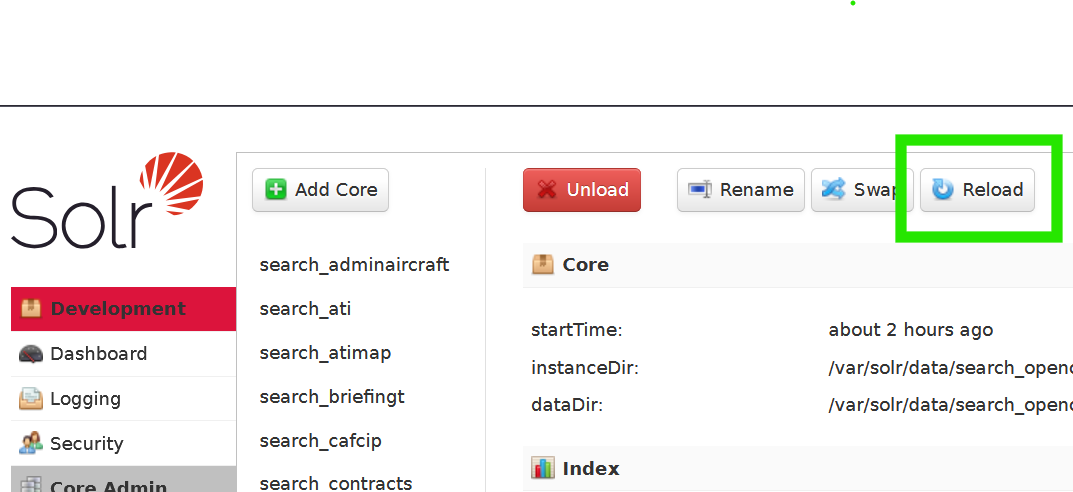 Solr
Development
Dashboard
Logging
Security
Core Admin
Add Core
search_adminaircraft
search_ati
search_atimap
search_briefingt
search_cafcip
search_contracts
Unload
Rename
Swap
Reload
Core
startTime: about 2 hours ago
instanceDir: /var/solr/data/search_openc
dataDir: /var/solr/data/search_openc
Index